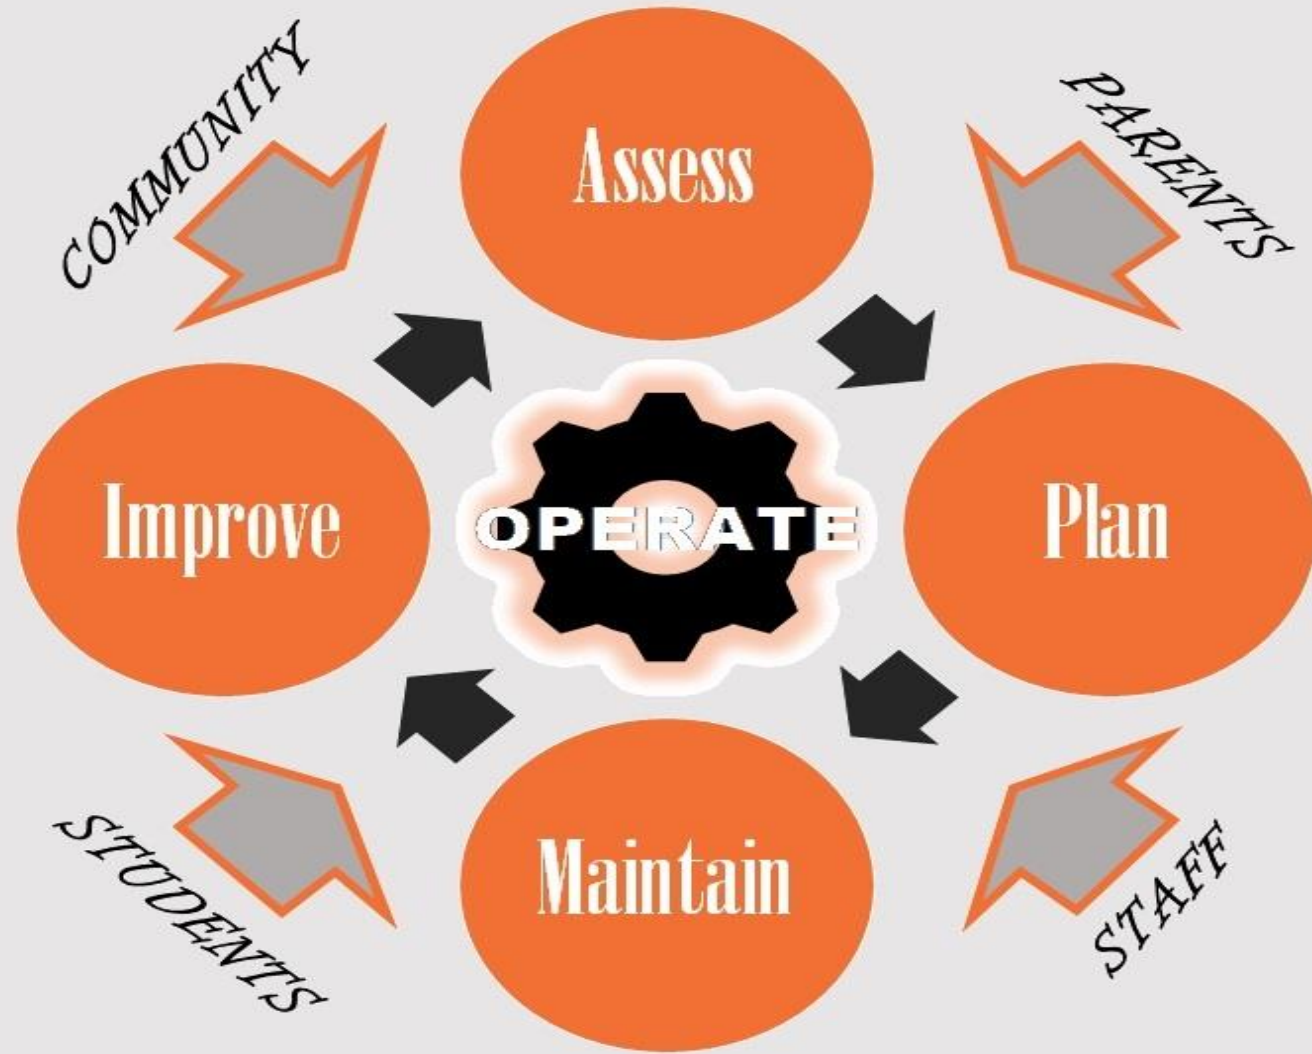 COMMUNITY
PARENTS
Assess
Improve
OPERATE
Plan
Maintain
STUDENTS
STAFF